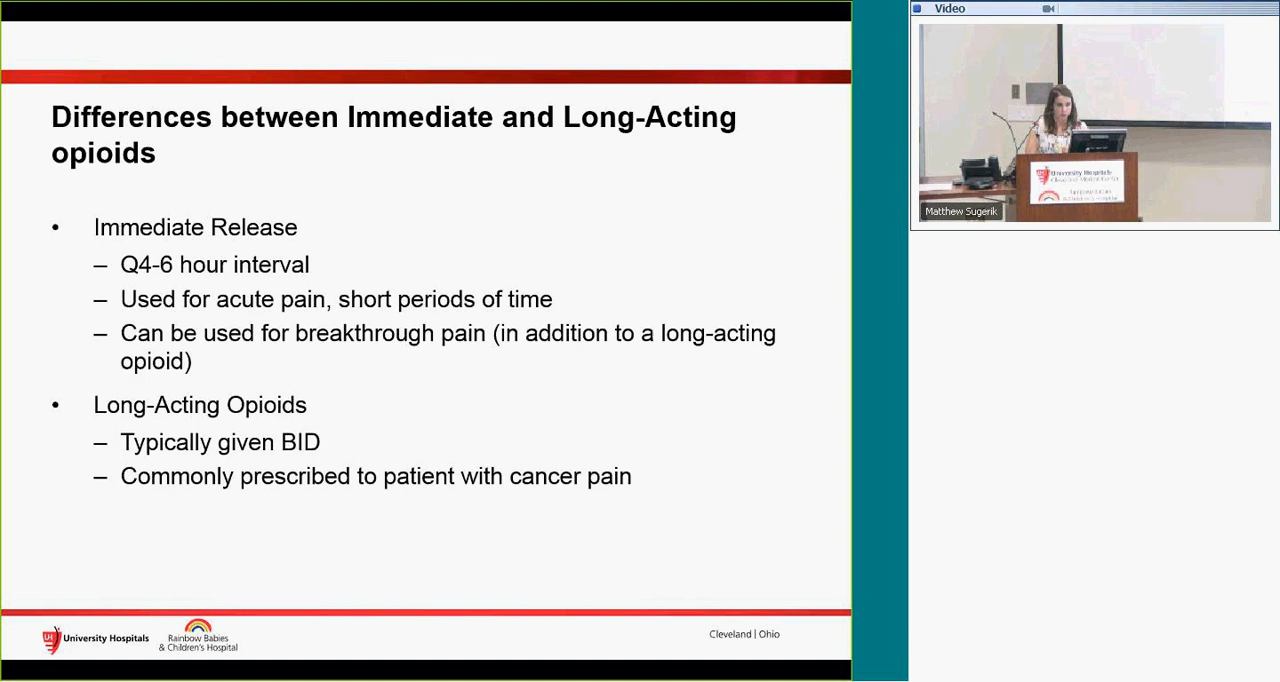 Differences between Immediate and Long-Acting
opioids
• Immediate Release
– Q4-6 hour interval
– Used for acute pain, short periods of time
– Can be used for breakthrough pain (in addition to a long-acting
opioid)
• Long-Acting Opioids
– Typically given BID
– Commonly prescribed to patient with cancer pain
UH University Hospitals
Rainbow Babies
& Children's Hospital
Cleveland | Ohio
Video
University Hospitals
Matthew Sugerik